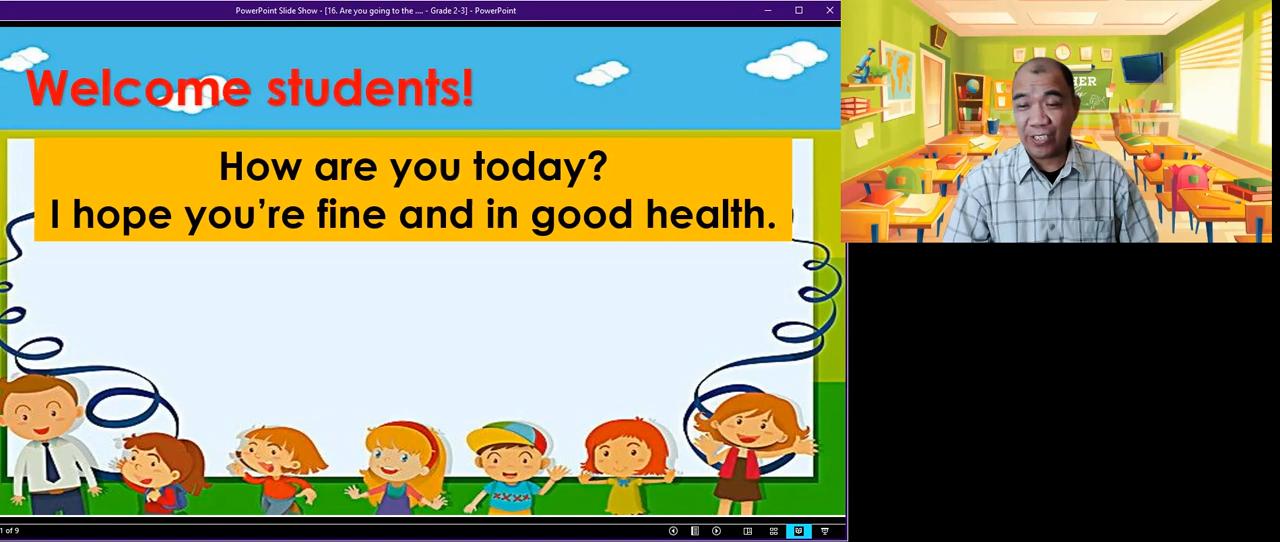 PowerPoint Slide Show - [16. Are you going to the .... - Grade 2-3] - PowerPoint
Welcome students!
How are you today?
I hope you're fine and in good health.
1 of 9